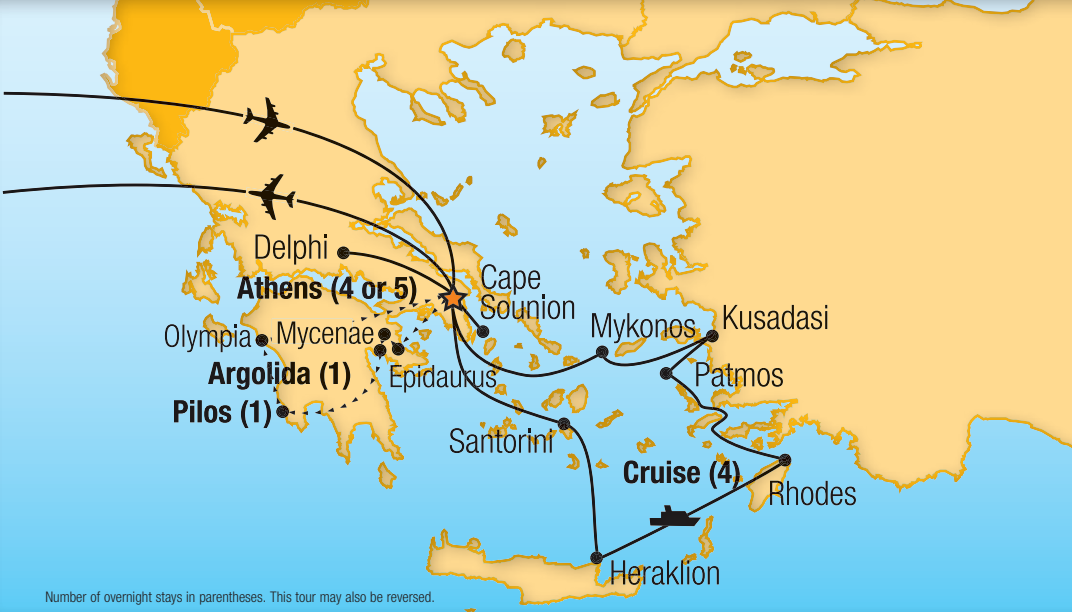 Delphi
Athens (4 or 5)
Cape
Sounion
Olympia
Mycenae
Mykonos
Kusadasi
Argolida (1)
Epidaurus
Patmos
Pilos (1)
Santorini
Cruise (4)
Rhodes
Heraklion
Number of overnight stays in parentheses. This tour may also be reversed.